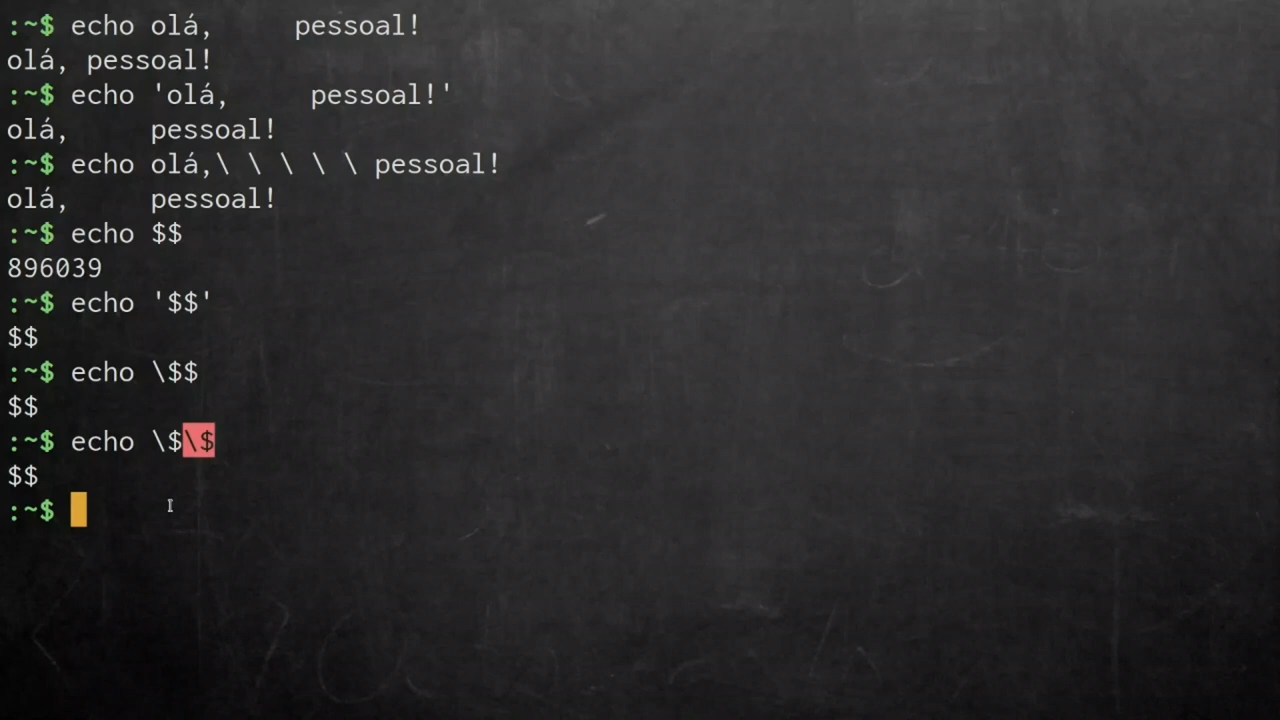 :~$ echo olá,     pessoal!
olá, pessoal!
:~$ echo 'olá,     pessoal!'
olá,     pessoal!
:~$ echo olá,\ \ \ \ \ pessoal!
olá,     pessoal!
:~$ echo $$
896039
:~$ echo '$$'
$$
:~$ echo \$$
$$
:~$ echo \$\$
$$
:~$